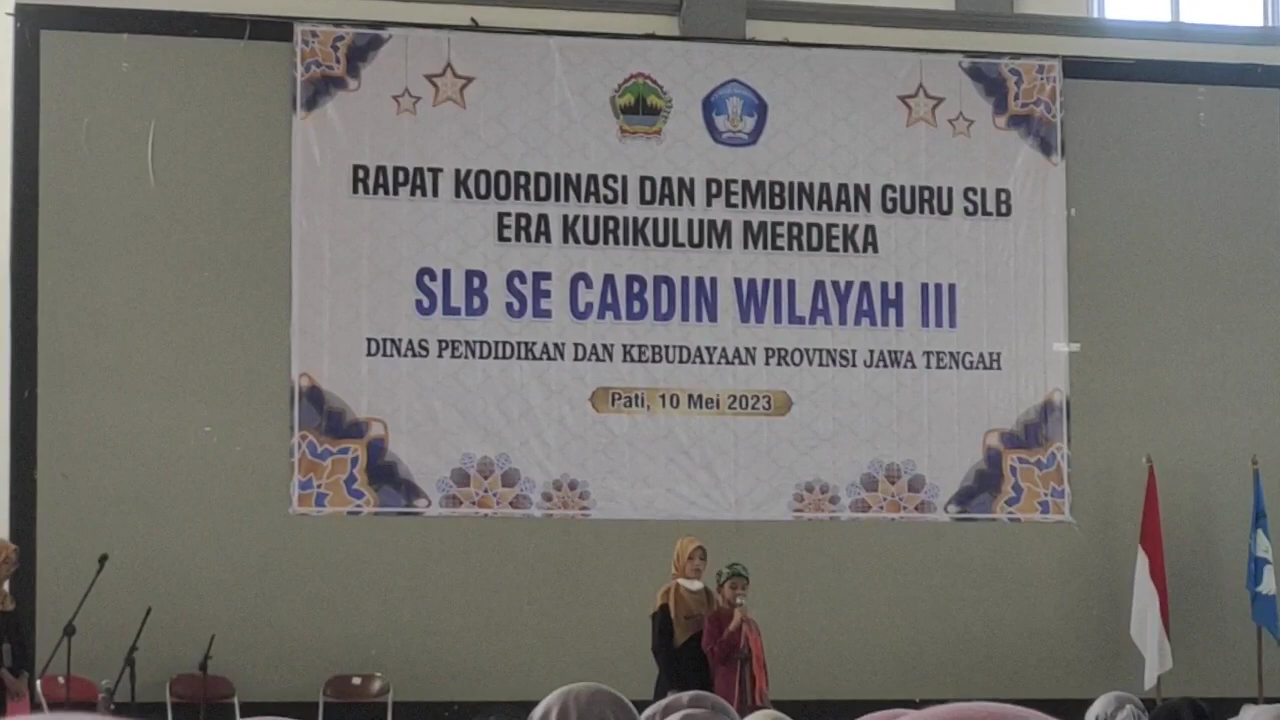 RAPAT KOORDINASI DAN PEMBINAAN GURU SLB
ERA KURIKULUM MERDEKA
SLB SE CABDIN WILAYAH III
DINAS PENDIDIKAN DAN KEBUDAYAAN PROVINSI JAWA TENGAH
Pati, 10 Mei 2023